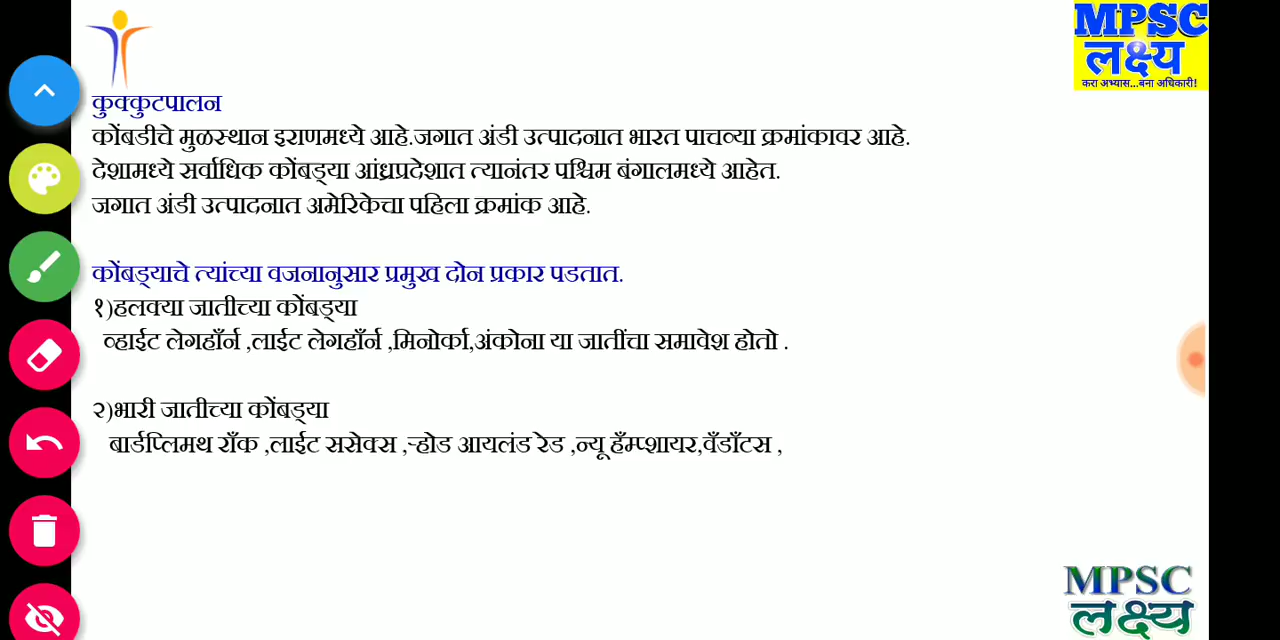 MPSC
लक्ष्य
करा अभ्यास...बना अधिकारी!
कुक्कुटपालन
कोंबडीचे मुळस्थान इराणमध्ये आहे.जगात अंडी उत्पादनात भारत पाचव्या क्रमांकावर आहे.
देशामध्ये सर्वाधिक कोंबड्या आंध्रप्रदेशात त्यानंतर पश्चिम बंगालमध्ये आहेत.
जगात अंडी उत्पादनात अमेरिकेचा पहिला क्रमांक आहे.
कोंबड्याचे त्यांच्या वजनानुसार प्रमुख दोन प्रकार पडतात.
१)हलक्या जातीच्या कोंबड्या
व्हाईट लेगहॉर्न ,लाईट लेगहॉर्न ,मिनोर्का,अंकोना या जातींचा समावेश होतो .
२)भारी जातीच्या कोंबड्या
बार्डप्लिमथ रॉक ,लाईट ससेक्स ,ऱ्होड आयलंड रेड ,न्यू हॅम्प्शायर,वॅंडॉटस ,
MPSC
लक्ष्य